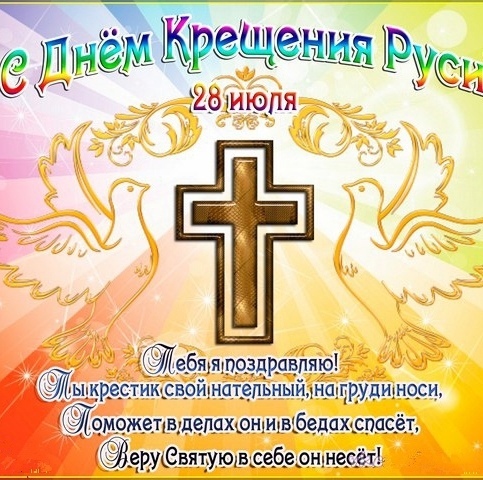 С Днём Крещения Руси
28 июля
Тебя я поздравляю!
Ты крестик свой нательный, на груди носи,
Поможет в делах он и в бедах спасёт,
Веру Святую в себе он несёт!